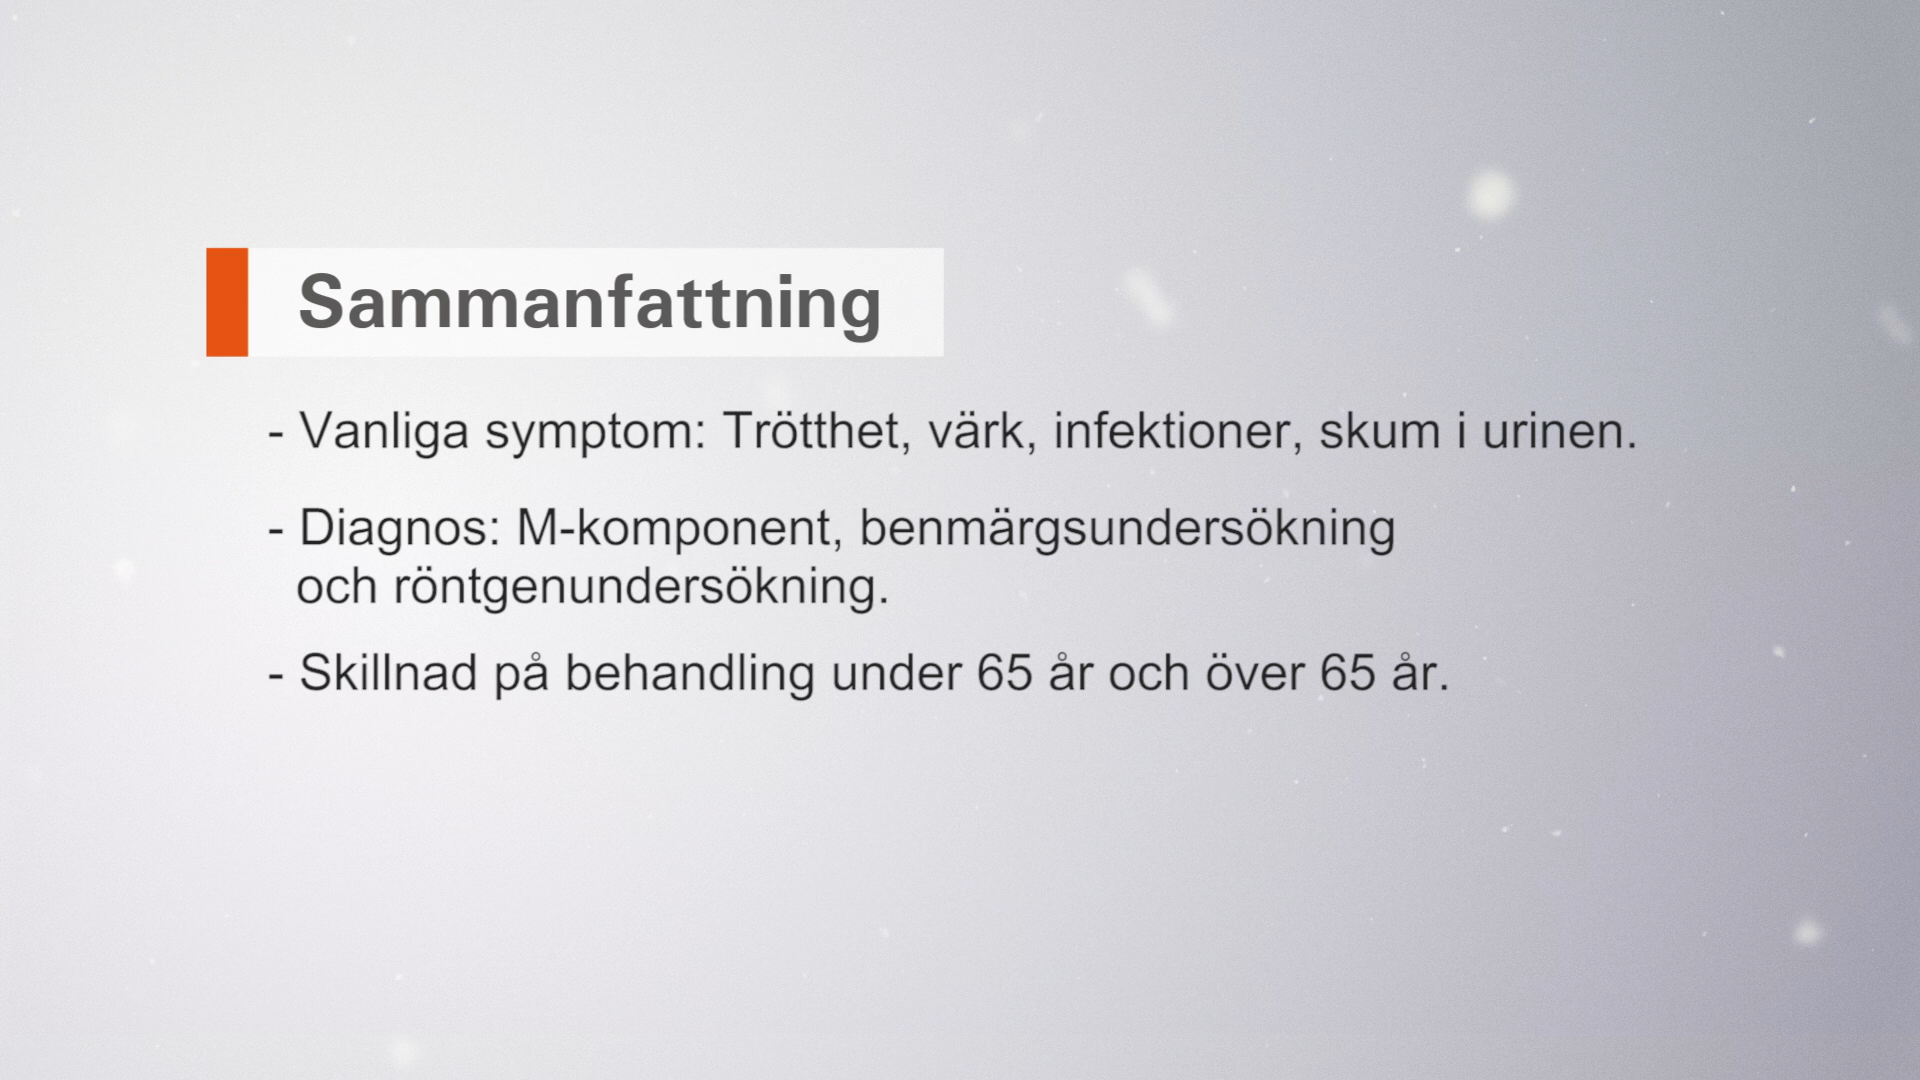 Sammanfattning
- Vanliga symptom: Trötthet, värk, infektioner, skum i urinen.
- Diagnos: M-komponent, benmärgsundersökning
och röntgenundersökning.
- Skillnad på behandling under 65 år och över 65 år.